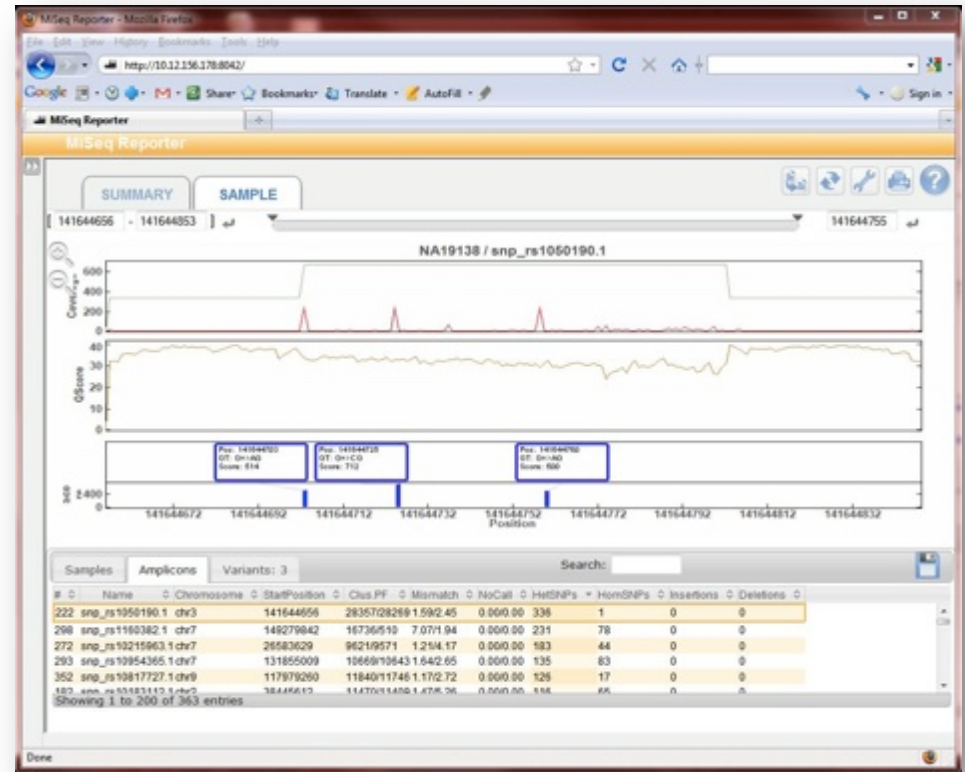 MiSeq Reporter - Mozilla Firefox
File Edit View History Bookmarks Tools Help
http://10.12.156.178:8042/
Google Share Bookmarks Translate AutoFill Sign in
MiSeq Reporter
MiSeq Reporter
SUMMARY SAMPLE
[ 141644656 - 141644853 ] 141644755
NA19138 / snp_rs1050190.1
600
400
200
0
40
30
20
10
0
QScore
Score: 614
Score: 712
400
141644672 141644692 141644712 141644732 141644752 141644772 141644792 141644812 141644832
Position
Samples Amplicons Variants: 3 Search:
# Name Chromosome StartPosition Clus.PF Mismatch NoCall HetSNPs HomSNPs Insertions Deletions
222 snp_rs1050190.1 chr3 141644656 28357/28269 1.59/2.45 0.00/0.00 336 1 0 0
298 snp_rs1160382.1 chr7 149279842 16736/510 7.07/1.94 0.00/0.00 231 78 0 0
272 snp_rs10215963.1 chr7 26583629 9621/9571 1.21/4.17 0.00/0.00 183 44 0 0
293 snp_rs10954365.1 chr7 131855009 10669/10643 1.64/2.65 0.00/0.00 135 83 0 0
352 snp_rs10817727.1 chr9 117979260 11840/11746 1.17/2.72 0.00/0.00 126 17 0 0
Showing 1 to 200 of 363 entries
Done